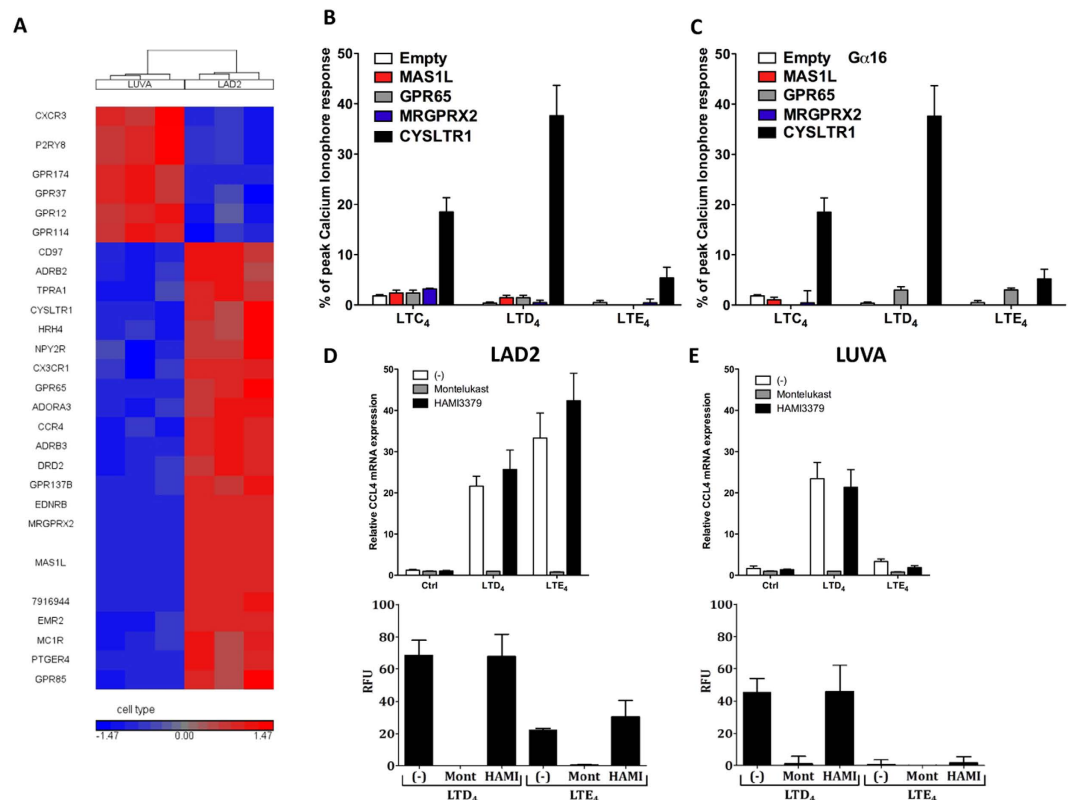 A
LUVA LAD2
CXCR3
P2RY8
GPR174
GPR37
GPR12
GPR114
CD97
ADRB2
TPRA1
CYSLTR1
HRH4
NPY2R
CX3CR1
GPR65
ADORA3
CCR4
ADRB3
DRD2
GPR137B
EDNRB
MRGPRX2
MAS1L
7916944
EMR2
MC1R
PTGER4
GPR85
cell type
-1.47 0.00 1.47
B
% of peak Calcium Ionophore response
50
40
30
20
10
0
Empty
MAS1L
GPR65
MRGPRX2
CYSLTR1
LTC4 LTD4 LTE4
C
% of peak Calcium Ionophore response
50
40
30
20
10
0
Empty Gα16
MAS1L
GPR65
MRGPRX2
CYSLTR1
LTC4 LTD4 LTE4
D LAD2
Relative CCL4 mRNA expression
50
40
30
20
10
0
(-)
Montelukast
HAMI3379
Ctrl LTD4 LTE4
RFU
100
80
60
40
20
0
(-) Mont HAMI (-) Mont HAMI
LTD4 LTE4
E LUVA
Relative CCL4 mRNA expression
50
40
30
20
10
0
(-)
Montelukast
HAMI3379
Ctrl LTD4 LTE4
RFU
100
80
60
40
20
0
(-) Mont HAMI (-) Mont HAMI
LTD4 LTE4